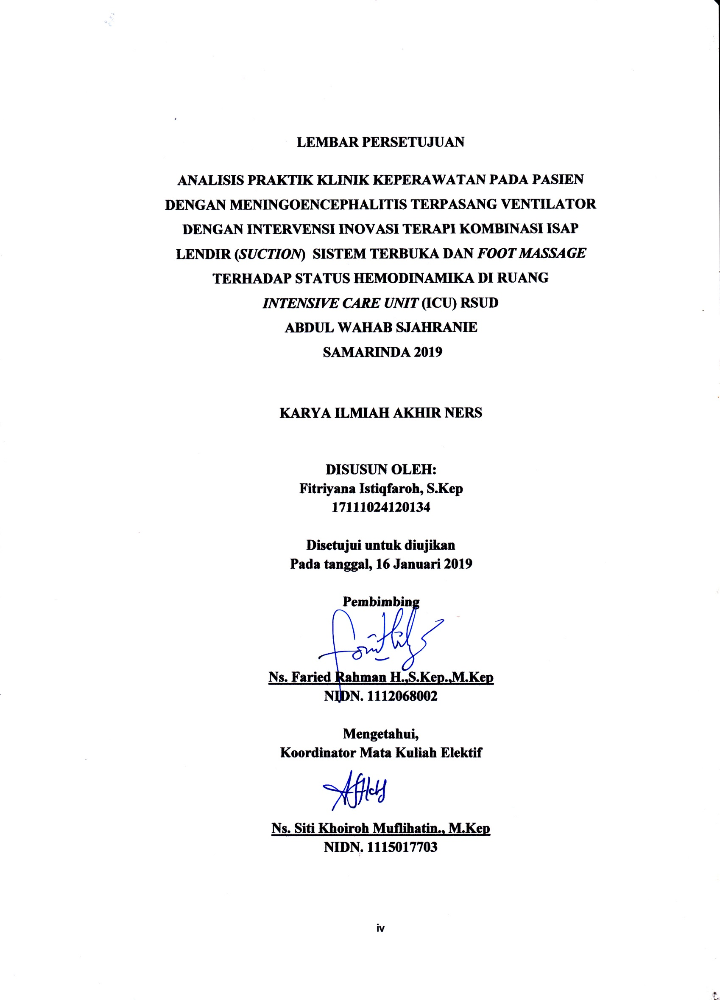 LEMBAR PERSETUJUAN
ANALISIS PRAKTIK KLINIK KEPERAWATAN PADA PASIEN
DENGAN MENINGOENCEPHALITIS TERPASANG VENTILATOR
DENGAN INTERVENSI INOVASI TERAPI KOMBINASI ISAP
LENDIR (SUCTION) SISTEM TERBUKA DAN FOOT MASSAGE
TERHADAP STATUS HEMODINAMIKA DI RUANG
INTENSIVE CARE UNIT (ICU) RSUD
ABDUL WAHAB SJAHRANIE
SAMARINDA 2019
KARYA ILMIAH AKHIR NERS
DISUSUN OLEH:
Fitriyana Istiqfaroh, S.Kep
17111024120134
Disetujui untuk diujikan
Pada tanggal, 16 Januari 2019
Pembimbing
Ns. Faried Rahman H.,S.Kep.,M.Kep
NIDN. 1112068002
Mengetahui,
Koordinator Mata Kuliah Elektif
Ns. Siti Khoiroh Muflihatin., M.Kep
NIDN. 1115017703
iv